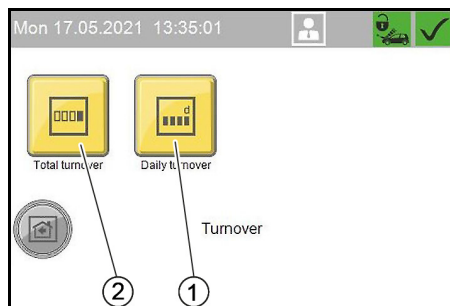 Mon 17.05.2021 13:35:01
d
Total turnover
Daily turnover
Turnover
2
1